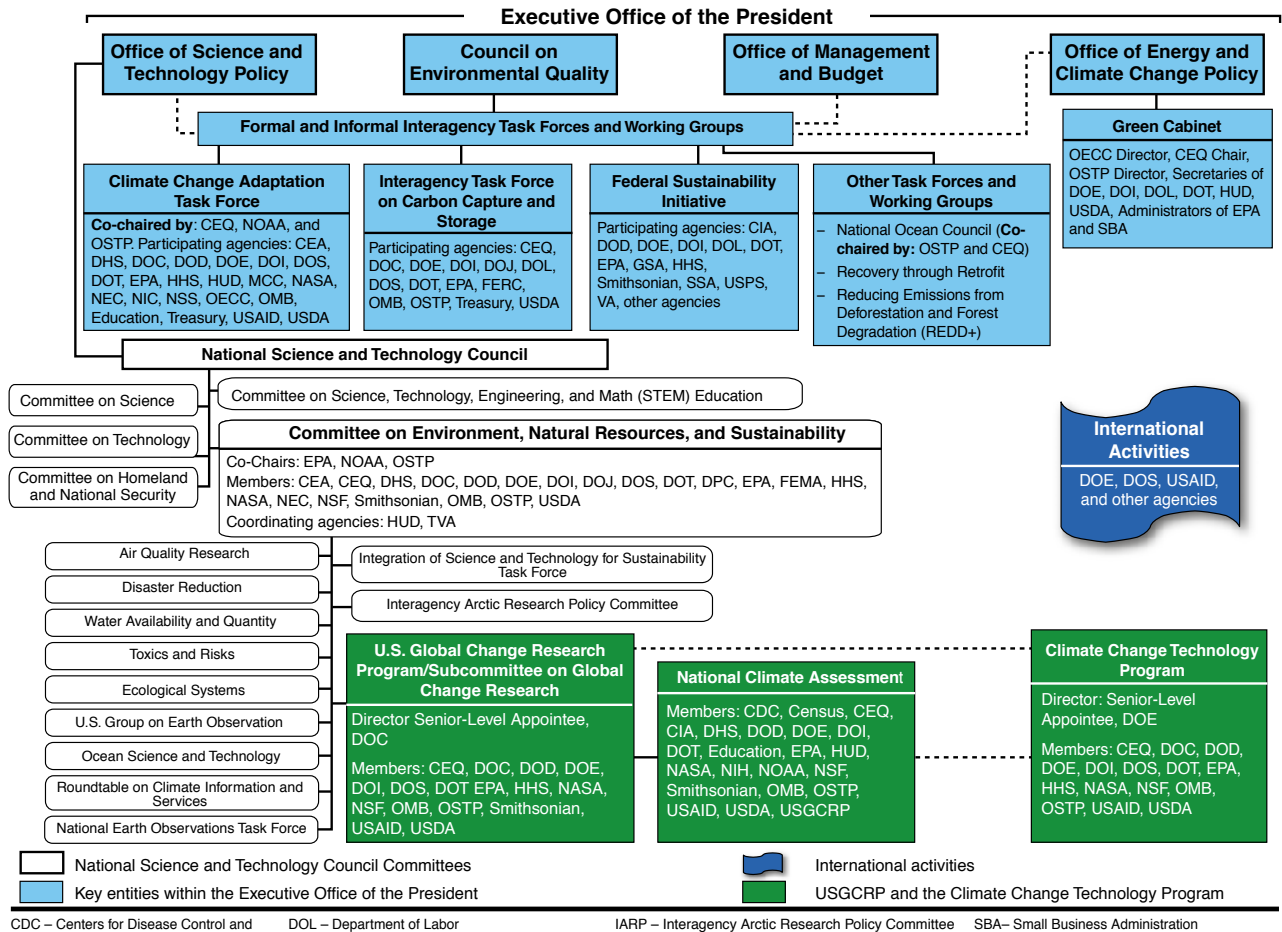 Executive Office of the President
Office of Science and
Technology Policy
Council on
Environmental Quality
Office of Management
and Budget
Office of Energy and
Climate Change Policy
Formal and Informal Interagency Task Forces and Working Groups
Green Cabinet
OECC Director, CEQ Chair,
OSTP Director, Secretaries of
DOE, DOI, DOL, DOT, HUD,
USDA, Administrators of EPA
and SBA
Climate Change Adaptation
Task Force
Co-chaired by: CEQ, NOAA, and
OSTP. Participating agencies: CEA,
DHS, DOC, DOD, DOE, DOI, DOS,
DOT, EPA, HHS, HUD, MCC, NASA,
NEC, NIC, NSS, OECC, OMB,
Education, Treasury, USAID, USDA
Interagency Task Force
on Carbon Capture and
Storage
Participating agencies: CEQ,
DOC, DOE, DOI, DOJ, DOL,
DOS, DOT, EPA, FERC,
OMB, OSTP, Treasury, USDA
Federal Sustainability
Initiative
Participating agencies: CIA,
DOD, DOE, DOI, DOL, DOT,
EPA, GSA, HHS,
Smithsonian, SSA, USPS,
VA, other agencies
Other Task Forces and
Working Groups
– National Ocean Council (Co-
chaired by: OSTP and CEQ)
– Recovery through Retrofit
– Reducing Emissions from
Deforestation and Forest
Degradation (REDD+)
National Science and Technology Council
Committee on Science
Committee on Science, Technology, Engineering, and Math (STEM) Education
Committee on Technology
Committee on Homeland
and National Security
Committee on Environment, Natural Resources, and Sustainability
Co-Chairs: EPA, NOAA, OSTP
Members: CEA, CEQ, DHS, DOC, DOD, DOE, DOI, DOJ, DOS, DOT, DPC, EPA, FEMA, HHS,
NASA, NEC, NSF, Smithsonian, OMB, OSTP, USDA
Coordinating agencies: HUD, TVA
International
Activities
DOE, DOS, USAID,
and other agencies
Air Quality Research
Disaster Reduction
Water Availability and Quantity
Toxics and Risks
Ecological Systems
U.S. Group on Earth Observation
Ocean Science and Technology
Roundtable on Climate Information and
Services
National Earth Observations Task Force
Integration of Science and Technology for Sustainability
Task Force
Interagency Arctic Research Policy Committee
U.S. Global Change Research
Program/Subcommittee on Global
Change Research
Director Senior-Level Appointee,
DOC
Members: CEQ, DOC, DOD, DOE,
DOI, DOS, DOT EPA, HHS, NASA,
NSF, OMB, OSTP, Smithsonian,
USAID, USDA
National Climate Assessment
Members: CDC, Census, CEQ,
CIA, DHS, DOD, DOE, DOI,
DOT, Education, EPA, HUD,
NASA, NIH, NOAA, NSF,
Smithsonian, OMB, OSTP,
USAID, USDA, USGCRP
Climate Change Technology
Program
Director: Senior-Level
Appointee, DOE
Members: CEQ, DOC, DOD,
DOE, DOI, DOS, DOT, EPA,
HHS, NASA, NSF, OMB,
OSTP, USAID, USDA
National Science and Technology Council Committees
International activities
Key entities within the Executive Office of the President
USGCRP and the Climate Change Technology Program
CDC – Centers for Disease Control and
DOL – Department of Labor
IARP – Interagency Arctic Research Policy Committee
SBA– Small Business Administration